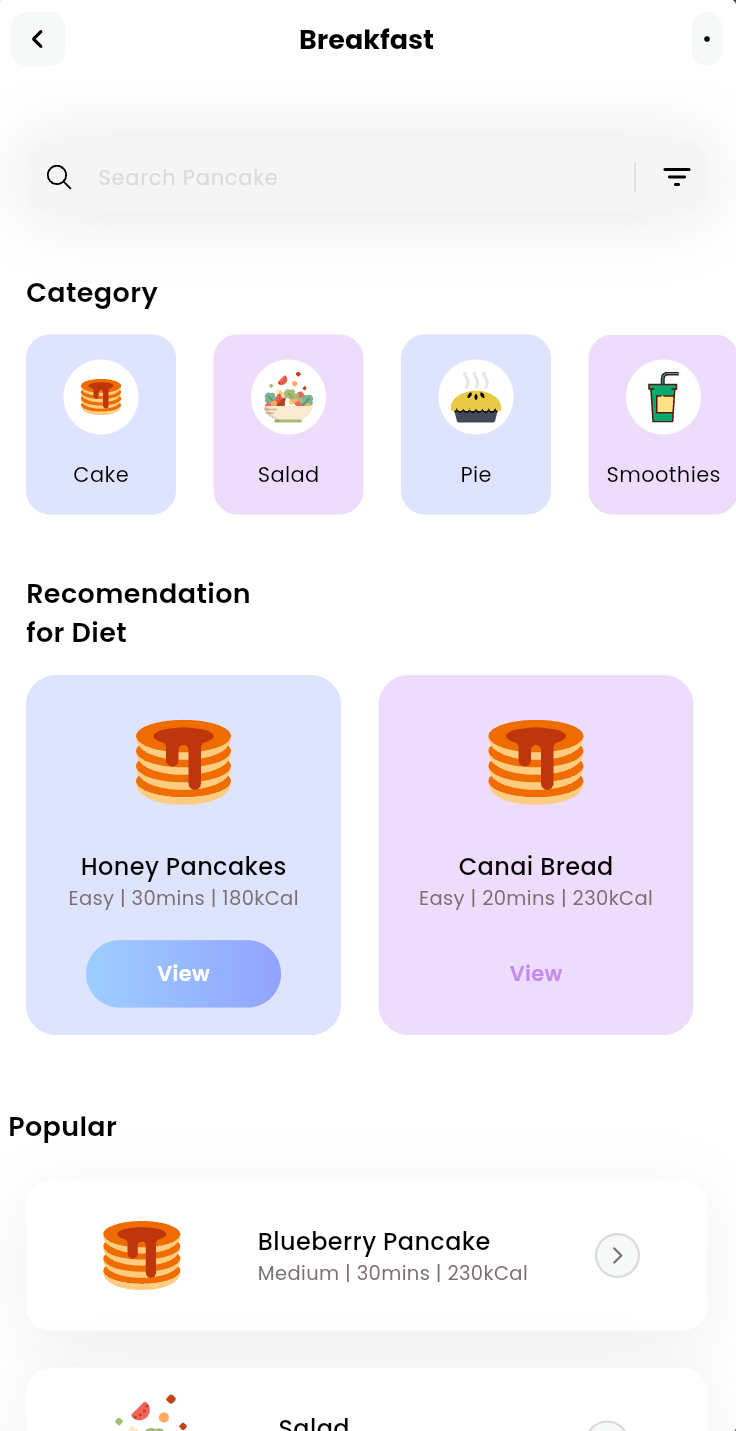 Breakfast
Search Pancake
Category
Cake
Salad
Pie
Smoothies
Recomendation
for Diet
Honey Pancakes
Easy | 30mins | 180kCal
View
Canai Bread
Easy | 20mins | 230kCal
View
Popular
Blueberry Pancake
Medium | 30mins | 230kCal
Salad